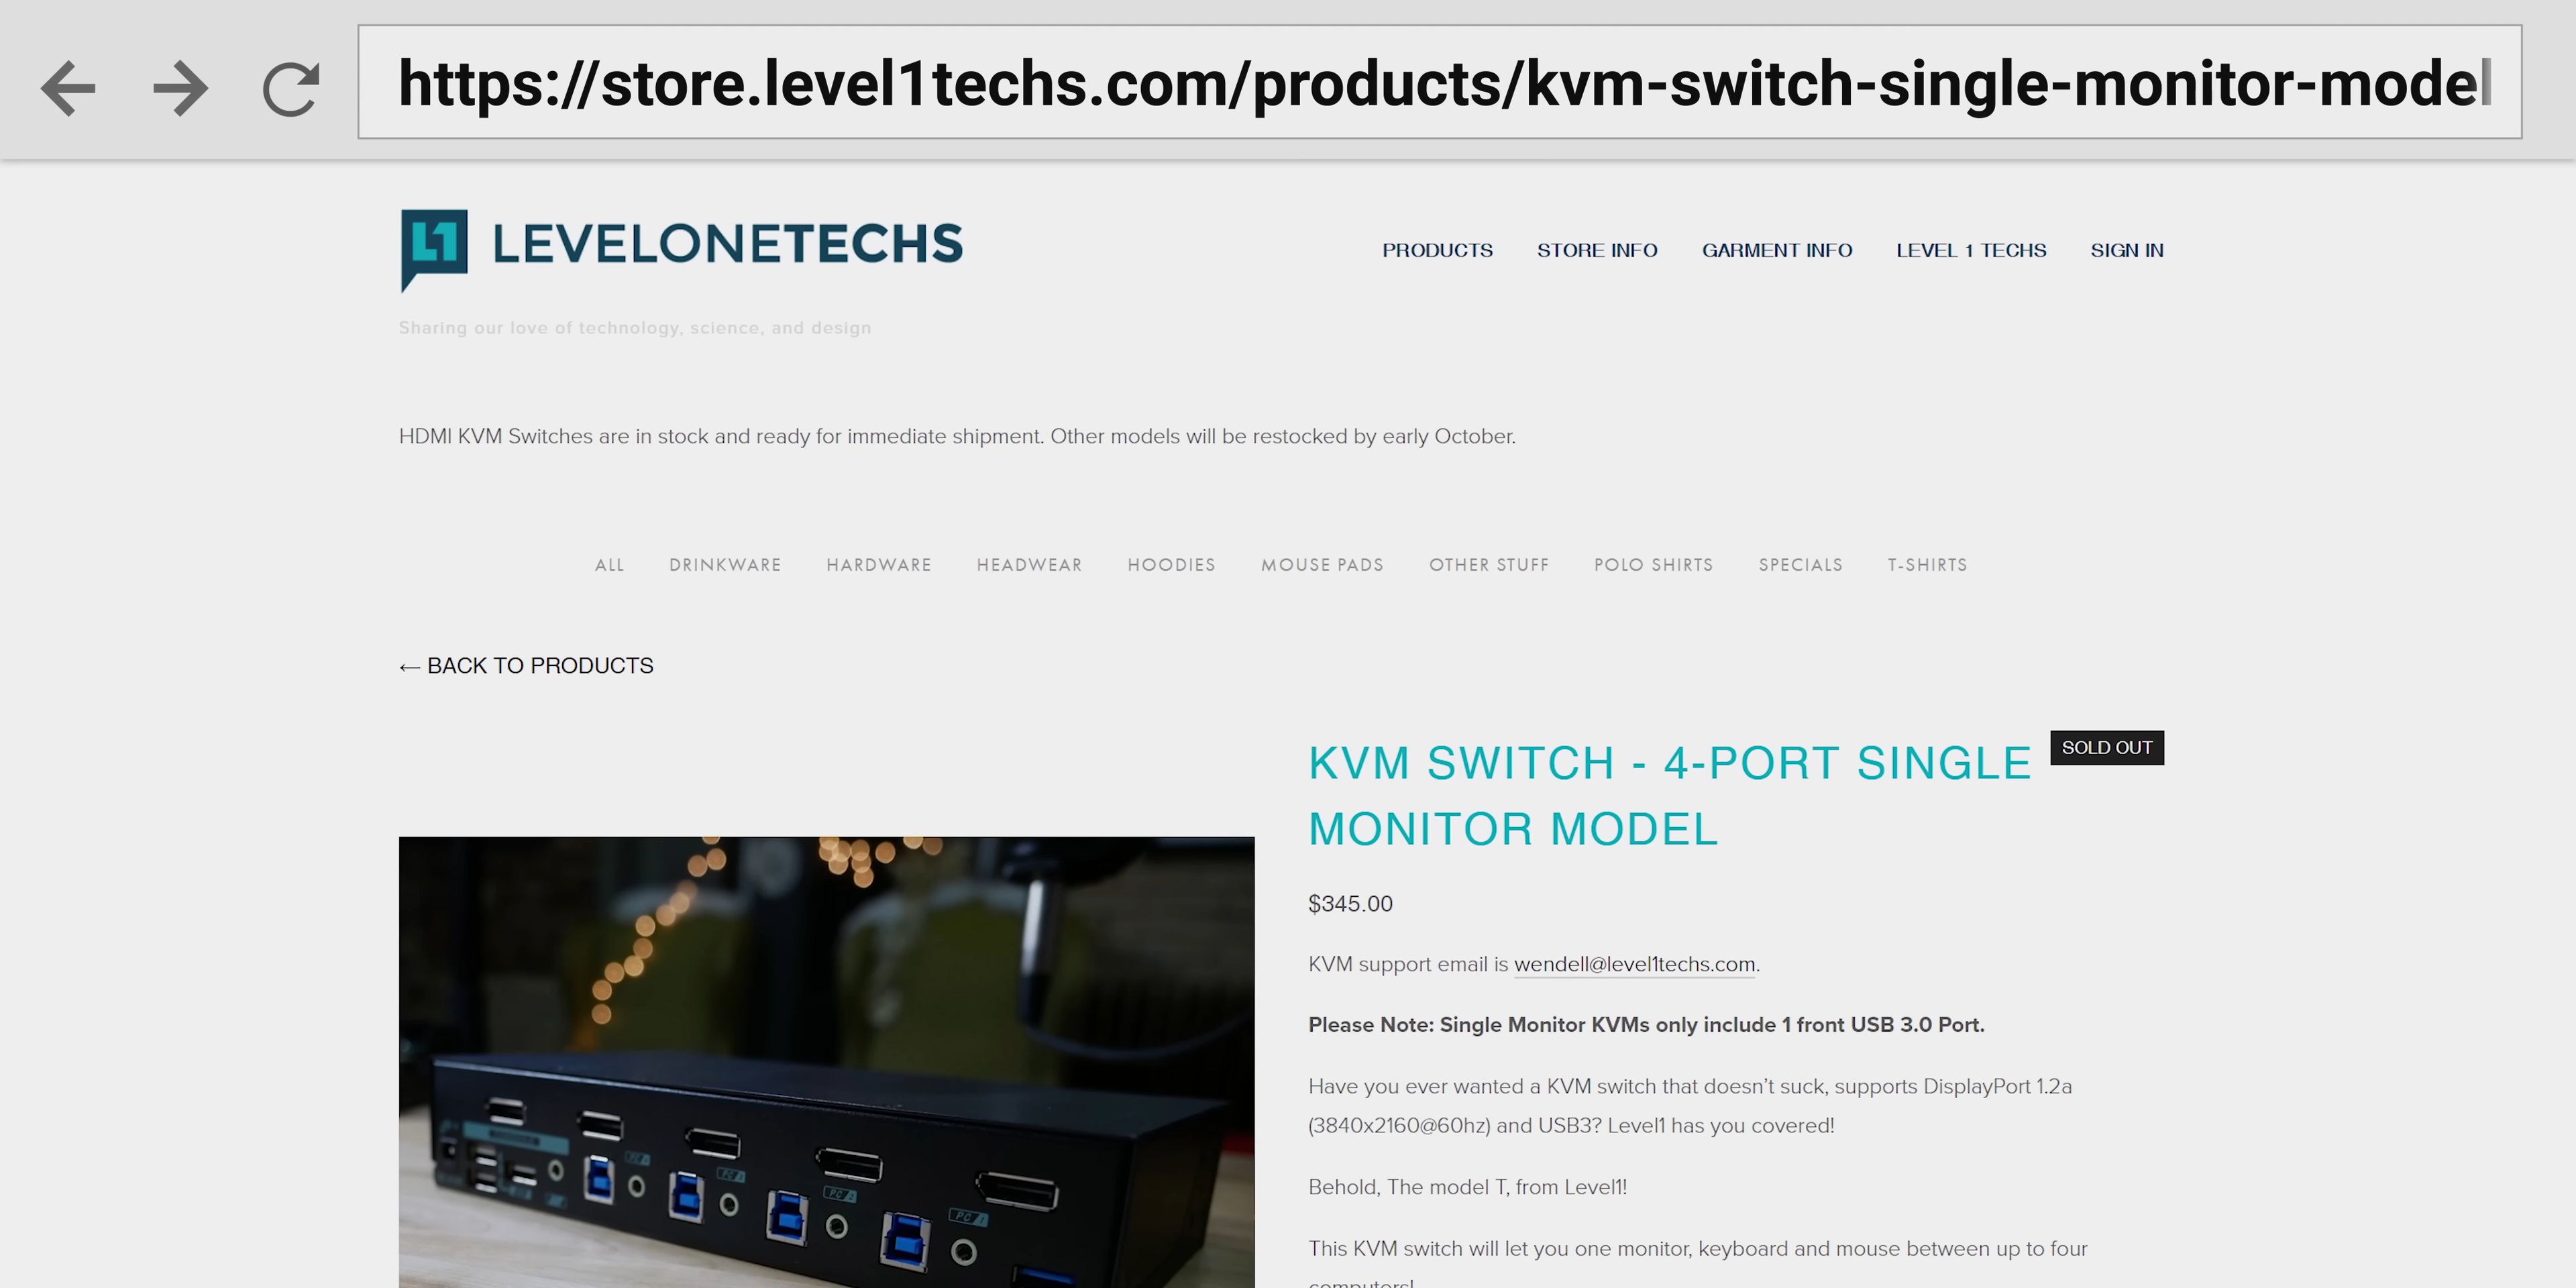 https://store.level1techs.com/products/kvm-switch-single-monitor-model
L1 LEVELONETECHS
PRODUCTS STORE INFO GARMENT INFO LEVEL 1 TECHS SIGN IN
Sharing our love of technology, science, and design
HDMI KVM Switches are in stock and ready for immediate shipment. Other models will be restocked by early October.
ALL DRINKWARE HARDWARE HEADWEAR HOODIES MOUSE PADS OTHER STUFF POLO SHIRTS SPECIALS T-SHIRTS
← BACK TO PRODUCTS
KVM SWITCH - 4-PORT SINGLE
SOLD OUT
MONITOR MODEL
$345.00
KVM support email is wendell@level1techs.com.
Please Note: Single Monitor KVMs only include 1 front USB 3.0 Port.
Have you ever wanted a KVM switch that doesn't suck, supports DisplayPort 1.2a
(3840x2160@60hz) and USB3? Level1 has you covered!
Behold, The model T, from Level1!
This KVM switch will let you one monitor, keyboard and mouse between up to four
computers!